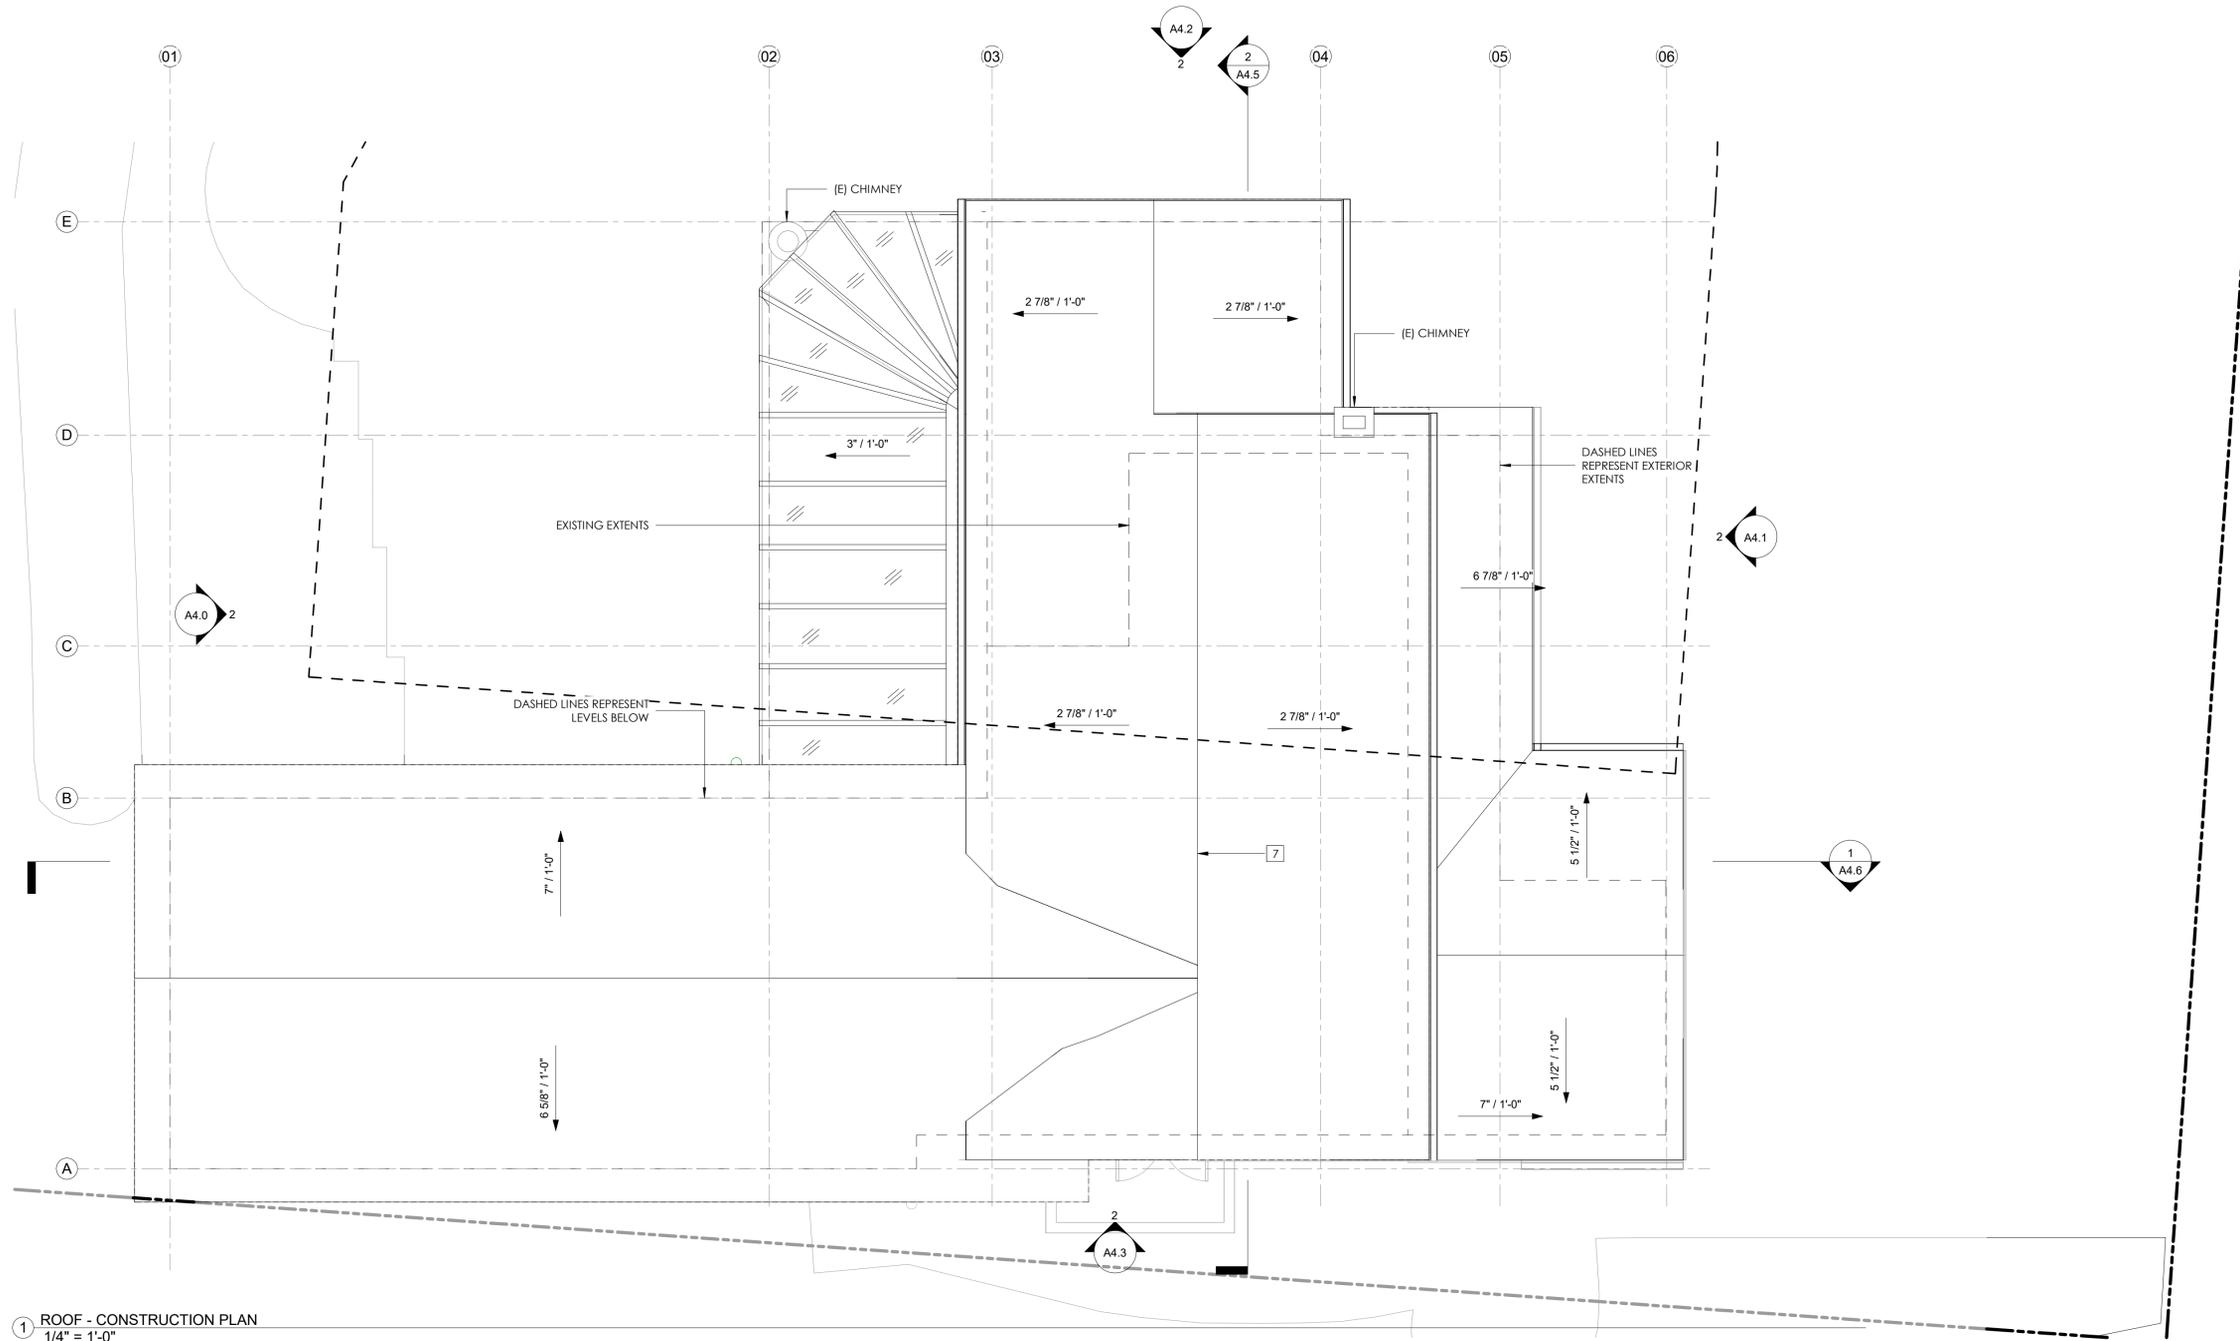 A4.2
2
2
A4.5
01
02
03
04
05
06
(E) CHIMNEY
E
2 7/8" / 1'-0"
2 7/8" / 1'-0"
(E) CHIMNEY
D
3" / 1'-0"
DASHED LINES
REPRESENT EXTERIOR
EXTENTS
EXISTING EXTENTS
2
A4.1
6 7/8" / 1'-0"
A4.0
2
C
DASHED LINES REPRESENT
LEVELS BELOW
2 7/8" / 1'-0"
2 7/8" / 1'-0"
B
5 1/2" / 1'-0"
7
7" / 1'-0"
1
A4.6
6 5/8" / 1'-0"
5 1/2" / 1'-0"
7" / 1'-0"
A
2
A4.3
1
ROOF - CONSTRUCTION PLAN
1/4" = 1'-0"